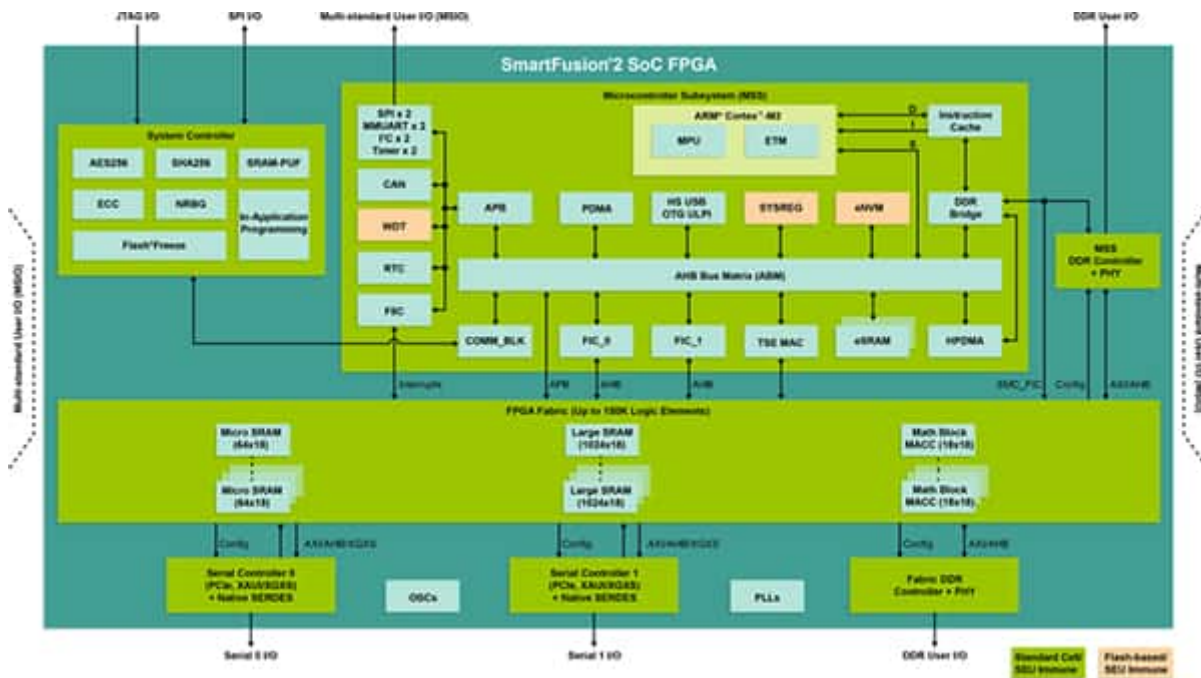 JTAG I/O
SPI I/O
Multi-standard User I/O (MSIO)
DDR User I/O
SmartFusion®2 SoC FPGA
Microcontroller Subsystem (MSS)
System Controller
AES256
SHA256
SRAM-PUF
ECC
NRBG
In-Application
Programming
Flash*Freeze
SPI x 2
MMUART x 2
I²C x 2
Timer x 2
CAN
WDT
RTC
FIIC
ARM® Cortex™-M3
MPU
ETM
D
I
S
Instruction
Cache
APB
PDMA
HS USB
OTG ULPI
SYSREG
eNVM
DDR
Bridge
MSS
DDR Controller
+ PHY
AHB Bus Matrix (ABM)
COMM_BLK
FIC_0
FIC_1
TSE MAC
eSRAM
HPDMA
Multi-standard User I/O (MSIO)
Multi-standard User I/O (MSIO)
Interrupts
APB
AHB
AHB
SMC_FIC
Config
AXI/AHB
FPGA Fabric (Up to 150K Logic Elements)
Micro SRAM
(64x18)
Large SRAM
(1024x18)
Math Block
MACC (18x18)
Micro SRAM
(64x18)
Large SRAM
(1024x18)
Math Block
MACC (18x18)
Config
AXI/AHB/XGXS
Config
AXI/AHB/XGXS
Config
AXI/AHB
Serial Controller 0
(PCIe, XAUI/XGXS)
+ Native SERDES
OSCs
Serial Controller 1
(PCIe, XAUI/XGXS)
+ Native SERDES
PLLs
Fabric DDR
Controller + PHY
Serial 0 I/O
Serial 1 I/O
DDR User I/O
Standard Cell/
SEU Immune
Flash-based/
SEU Immune